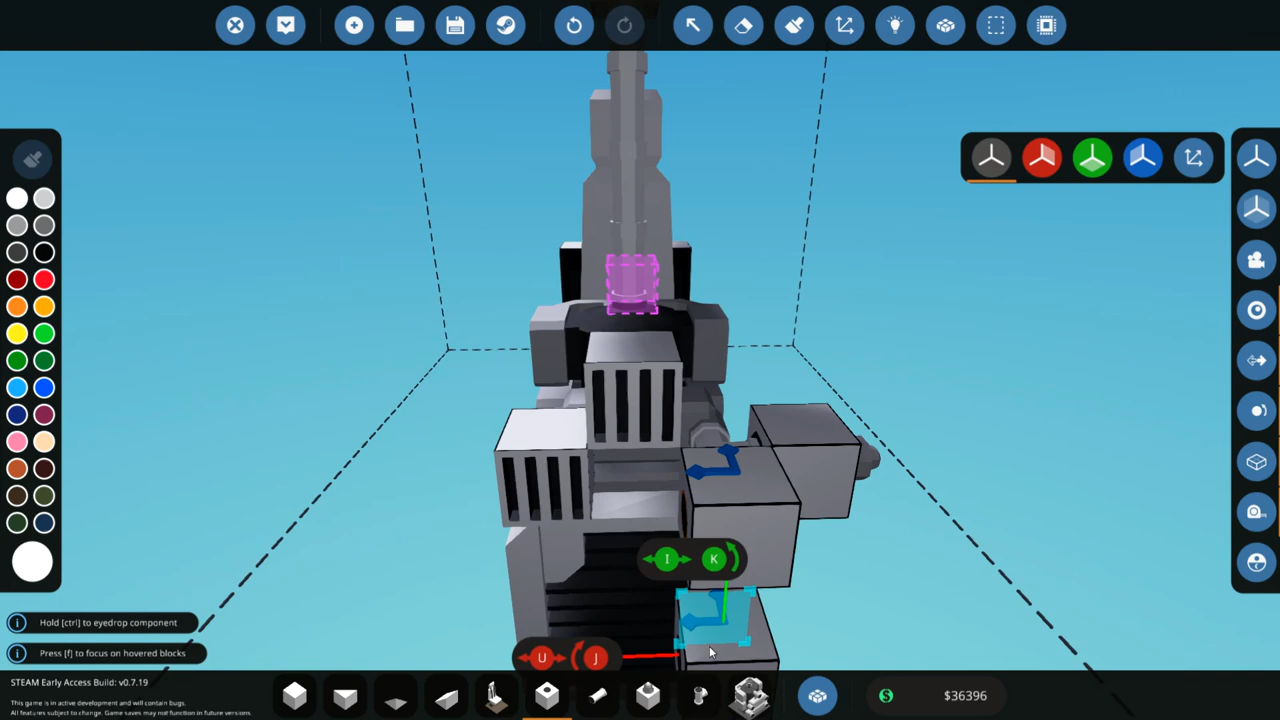 I K
U J
Hold [ctrl] to eyedrop component
Press [f] to focus on hovered blocks
STEAM Early Access Build: v0.7.19
This game is in active development and will contain bugs.
All features subject to change. Game saves may not function in future versions.
$ $36396